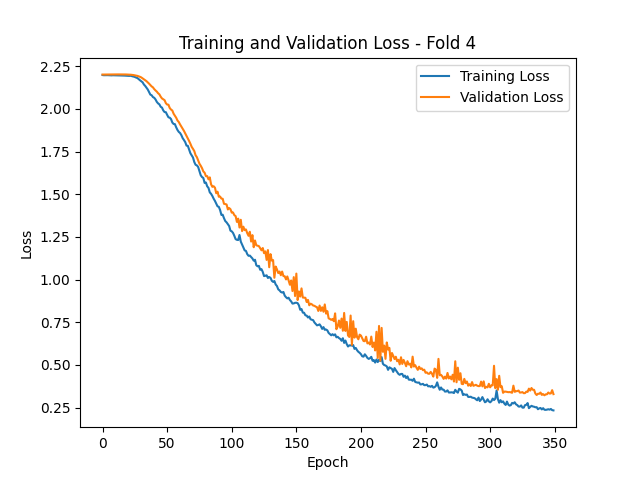 Training and Validation Loss - Fold 4
Training Loss
Validation Loss
2.25
2.00
1.75
1.50
1.25
1.00
0.75
0.50
0.25
Loss
0 50 100 150 200 250 300 350
Epoch